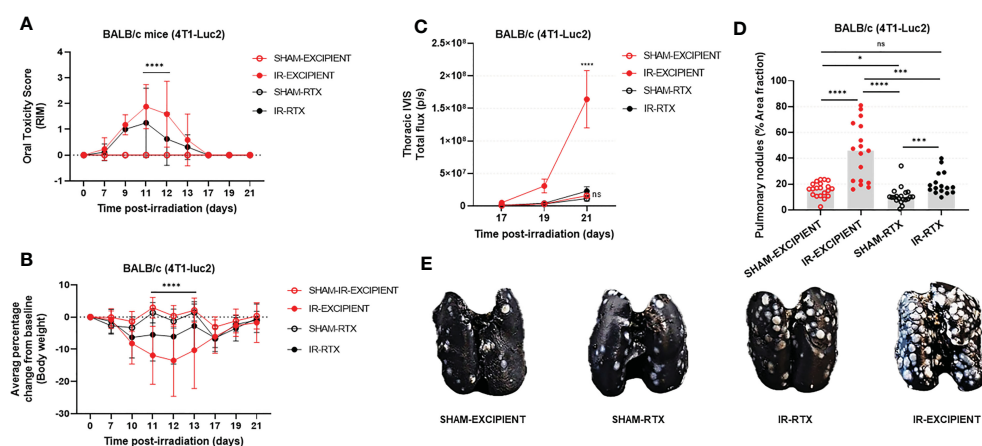 A
BALB/c mice (4T1-Luc2)
Oral Toxicity Score
(RIM)
4
3
2
1
0
-1
****
SHAM-EXCIPIENT
IR-EXCIPIENT
SHAM-RTX
IR-RTX
0 7 9 11 12 13 17 19 21
Time post-irradiation (days)
B
BALB/c (4T1-luc2)
Averag percentage
change from baseline
(Body weight)
10
0
-10
-20
-30
****
SHAM-IR-EXCIPIENT
IR-EXCIPIENT
SHAM-RTX
IR-RTX
0 7 10 11 12 13 17 19 21
Time post-irradiation (days)
C
BALB/c (4T1-Luc2)
Thoracic IVIS
Total flux (p/s)
2.5×10⁸
2×10⁸
1.5×10⁸
1×10⁸
5×10⁷
0
****
ns
SHAM-EXCIPIENT
IR-EXCIPIENT
SHAM-RTX
IR-RTX
17 19 21
Time post-irradiation (days)
D
BALB/c (4T1-Luc2)
Pulmonary nodules (% Area fraction)
100
80
60
40
20
0
ns
*
***
****
****
***
SHAM-EXCIPIENT
IR-EXCIPIENT
SHAM-RTX
IR-RTX
E
SHAM-EXCIPIENT
SHAM-RTX
IR-RTX
IR-EXCIPIENT